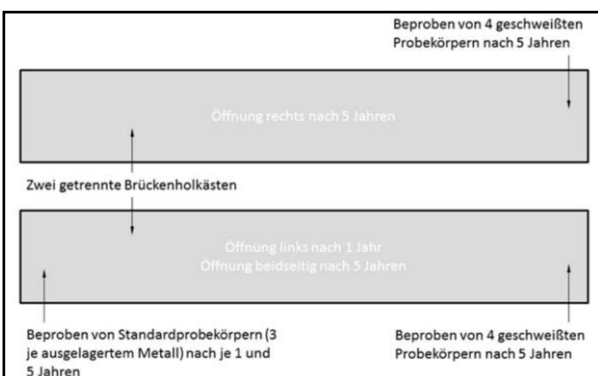 Beproben von 4 geschweißten
Probekörpern nach 5 Jahren
Öffnung rechts nach 5 Jahren
Zwei getrennte Brückenholkästen
Öffnung links nach 1 Jahr
Öffnung beidseitig nach 5 Jahren
Beproben von Standardprobekörpern (3
je ausgelagertem Metall) nach je 1 und
5 Jahren
Beproben von 4 geschweißten
Probekörpern nach 5 Jahren